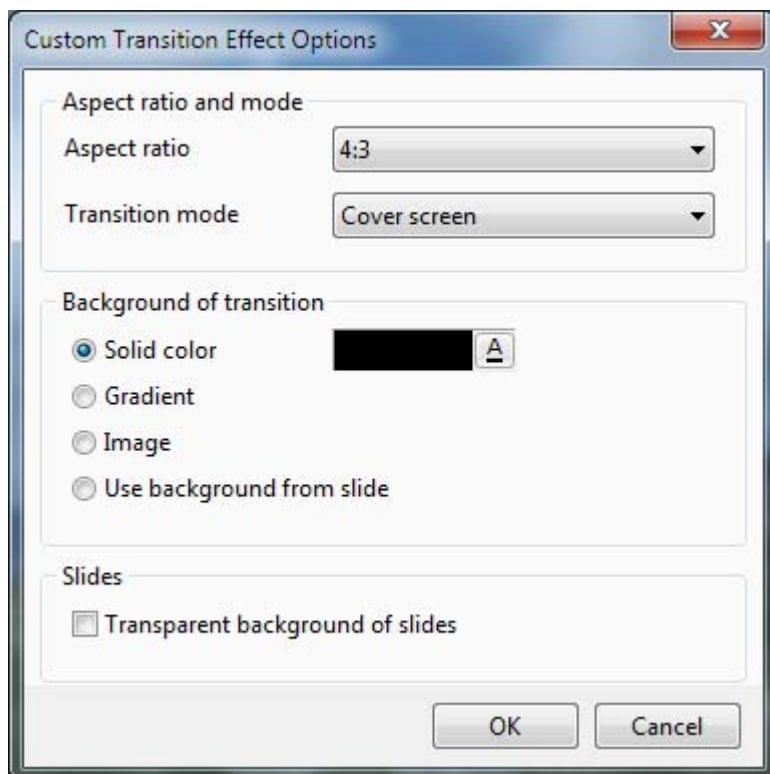 Custom Transition Effect Options
Aspect ratio and mode
Aspect ratio 4:3
Transition mode Cover screen
Background of transition
Solid color A
Gradient
Image
Use background from slide
Slides
Transparent background of slides
OK Cancel